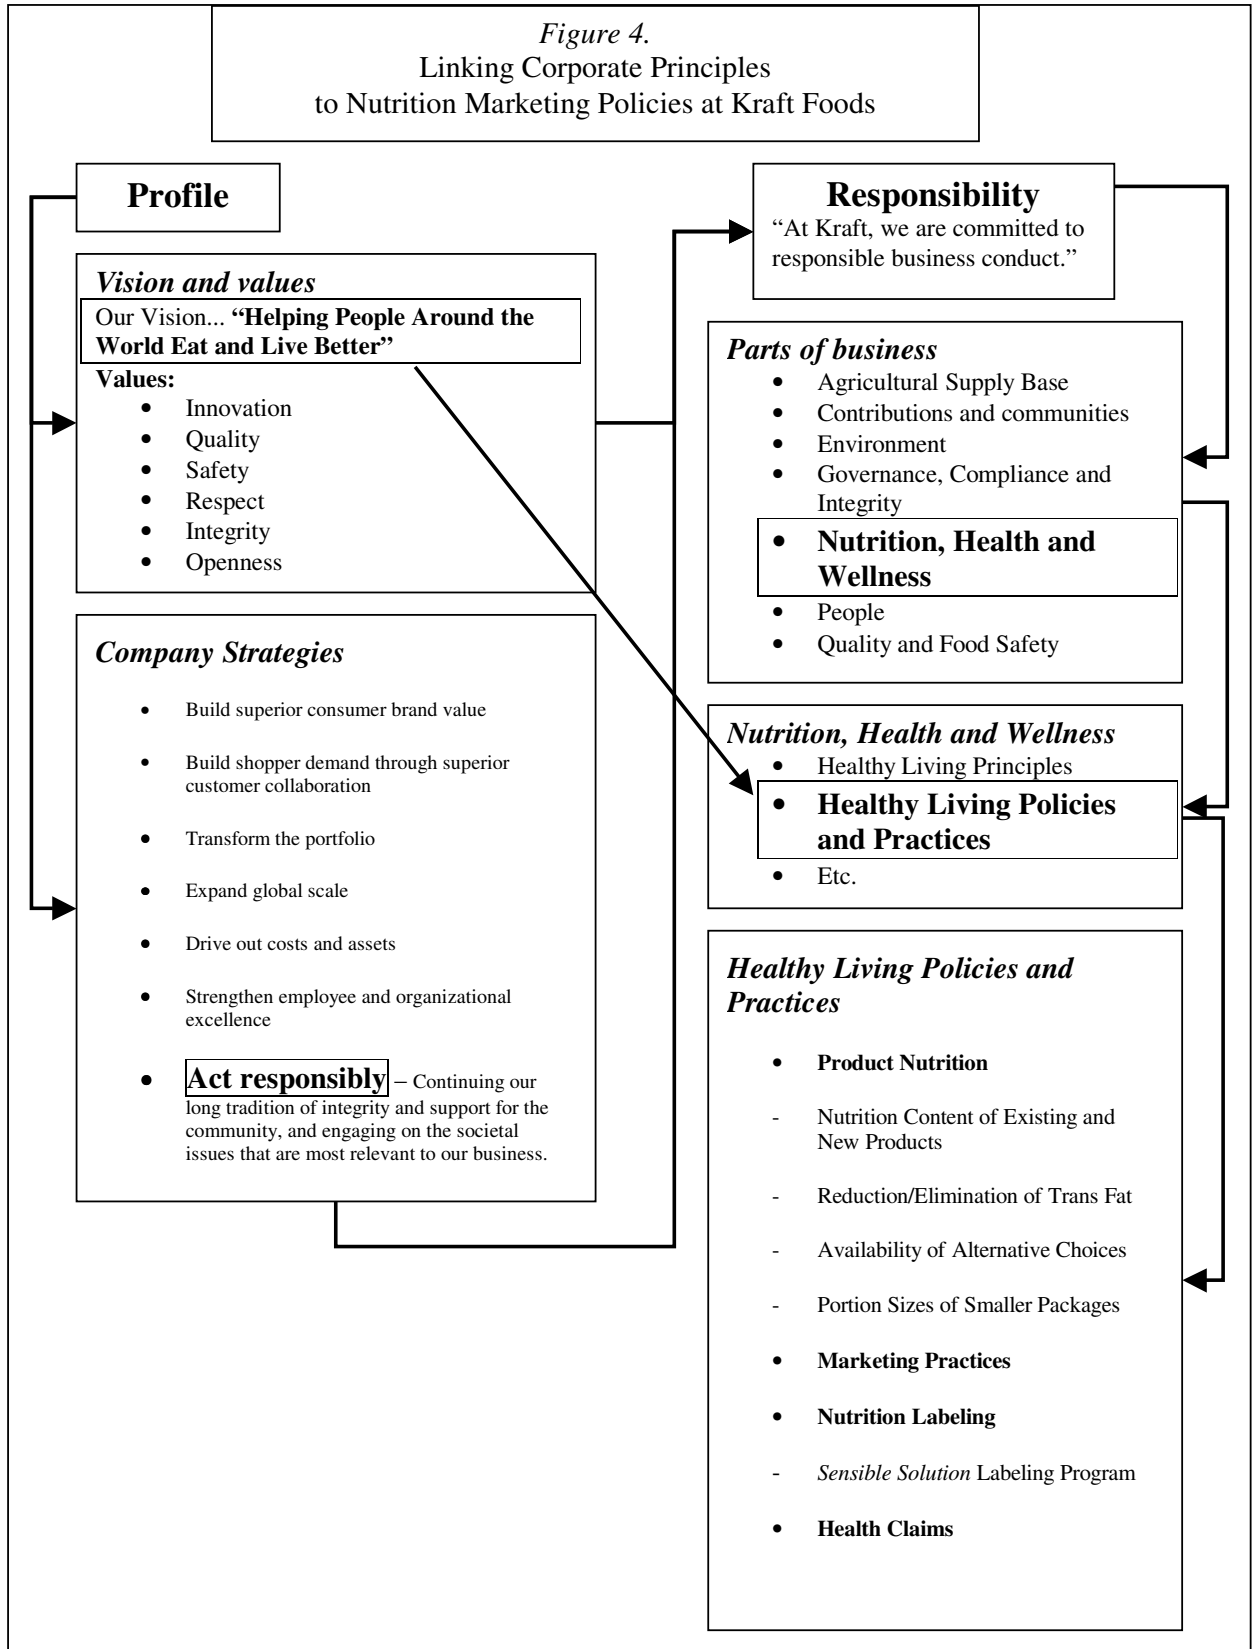 Figure 4.
Linking Corporate Principles
to Nutrition Marketing Policies at Kraft Foods
Profile
Vision and values
Our Vision... “Helping People Around the
World Eat and Live Better”
Values:
• Innovation
• Quality
• Safety
• Respect
• Integrity
• Openness
Company Strategies
• Build superior consumer brand value
• Build shopper demand through superior
customer collaboration
• Transform the portfolio
• Expand global scale
• Drive out costs and assets
• Strengthen employee and organizational
excellence
• Act responsibly – Continuing our
long tradition of integrity and support for the
community, and engaging on the societal
issues that are most relevant to our business.
Responsibility
“At Kraft, we are committed to
responsible business conduct.”
Parts of business
• Agricultural Supply Base
• Contributions and communities
• Environment
• Governance, Compliance and
Integrity
• Nutrition, Health and
Wellness
• People
• Quality and Food Safety
Nutrition, Health and Wellness
• Healthy Living Principles
• Healthy Living Policies
and Practices
• Etc.
Healthy Living Policies and
Practices
• Product Nutrition
- Nutrition Content of Existing and
New Products
- Reduction/Elimination of Trans Fat
- Availability of Alternative Choices
- Portion Sizes of Smaller Packages
• Marketing Practices
• Nutrition Labeling
- Sensible Solution Labeling Program
• Health Claims